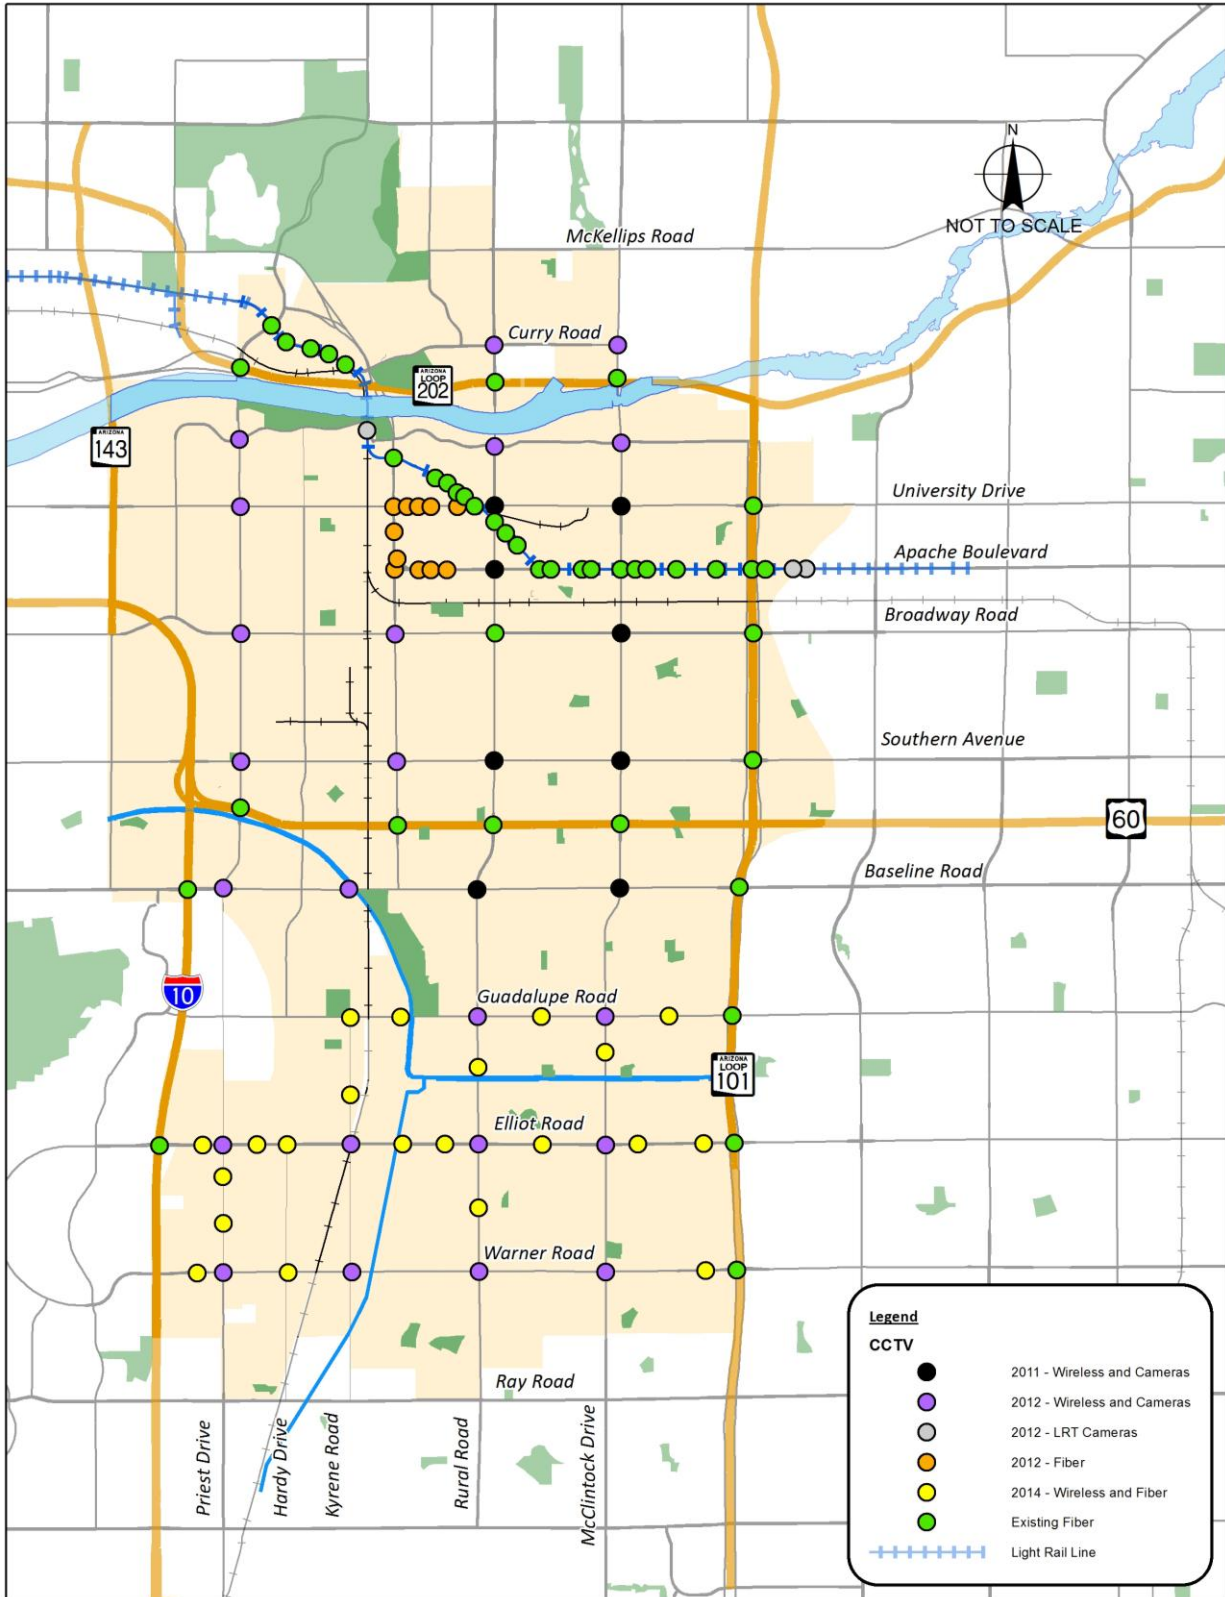 N
NOT TO SCALE
McKellips Road
Curry Road
ARIZONA
LOOP
202
ARIZONA
143
University Drive
Apache Boulevard
Broadway Road
Southern Avenue
60
Baseline Road
10
Guadalupe Road
ARIZONA
LOOP
101
Elliot Road
Warner Road
Ray Road
Priest Drive
Hardy Drive
Kyrene Road
Rural Road
McClintock Drive
Legend
CCTV
2011 - Wireless and Cameras
2012 - Wireless and Cameras
2012 - LRT Cameras
2012 - Fiber
2014 - Wireless and Fiber
Existing Fiber
Light Rail Line